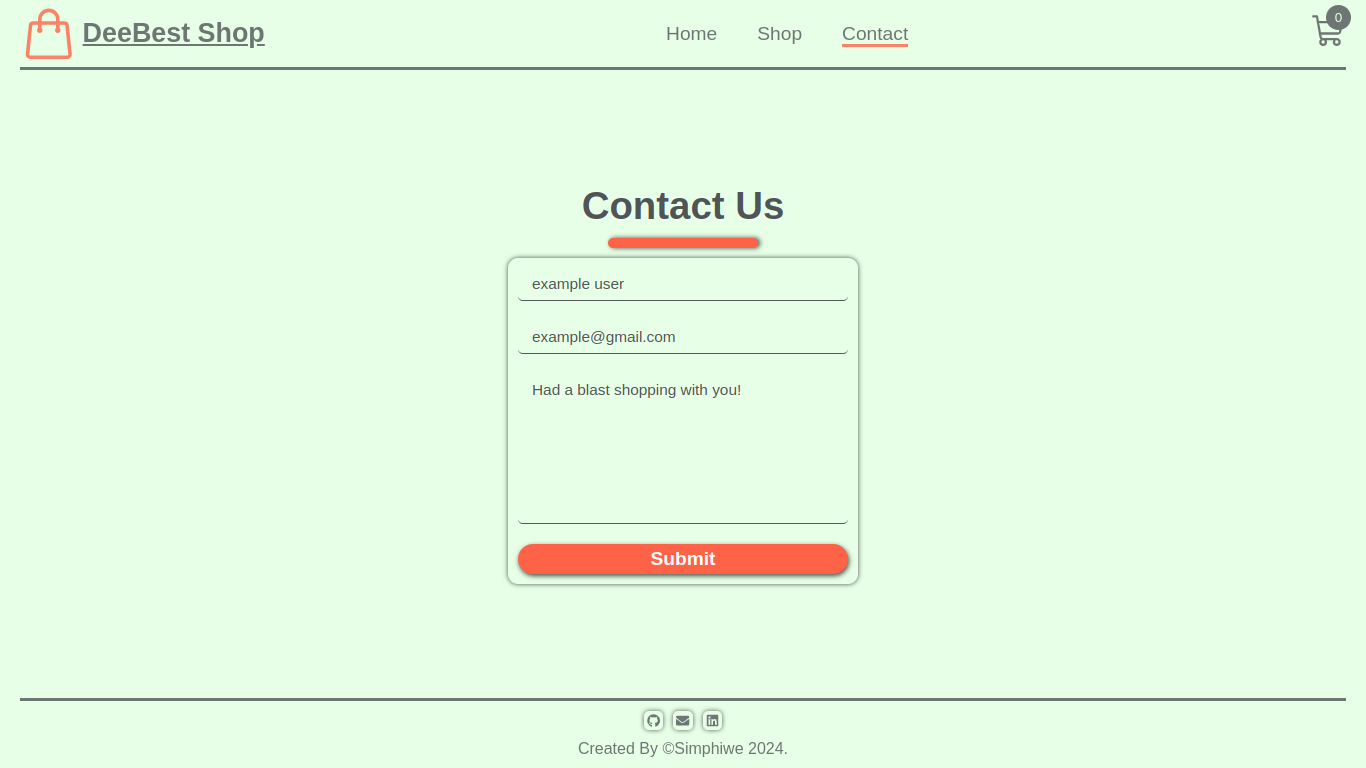 DeeBest Shop
Home
Shop
Contact
0
Contact Us
example user
example@gmail.com
Had a blast shopping with you!
Submit
Created By ©Simphiwe 2024.